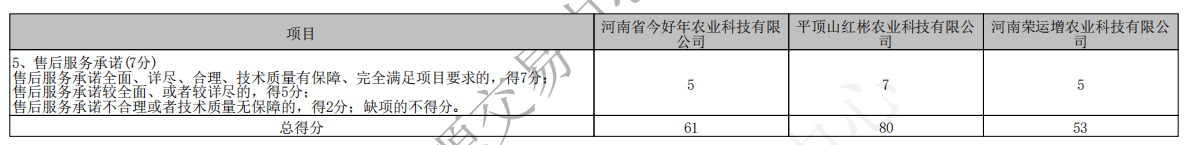 项目
河南省今好年农业科技有限
公司
平顶山红彬农业科技有限公
司
河南荣运增农业科技有限公
司
5、售后服务承诺(7分)
售后服务承诺全面、详尽、合理、技术质量有保障、完全满足项目要求的，得7分；
售后服务承诺较全面、或者较详尽的，得5分；
售后服务承诺不合理或者技术质量无保障的，得2分；缺项的不得分。
5
7
5
总得分
61
80
53
源交易
中心